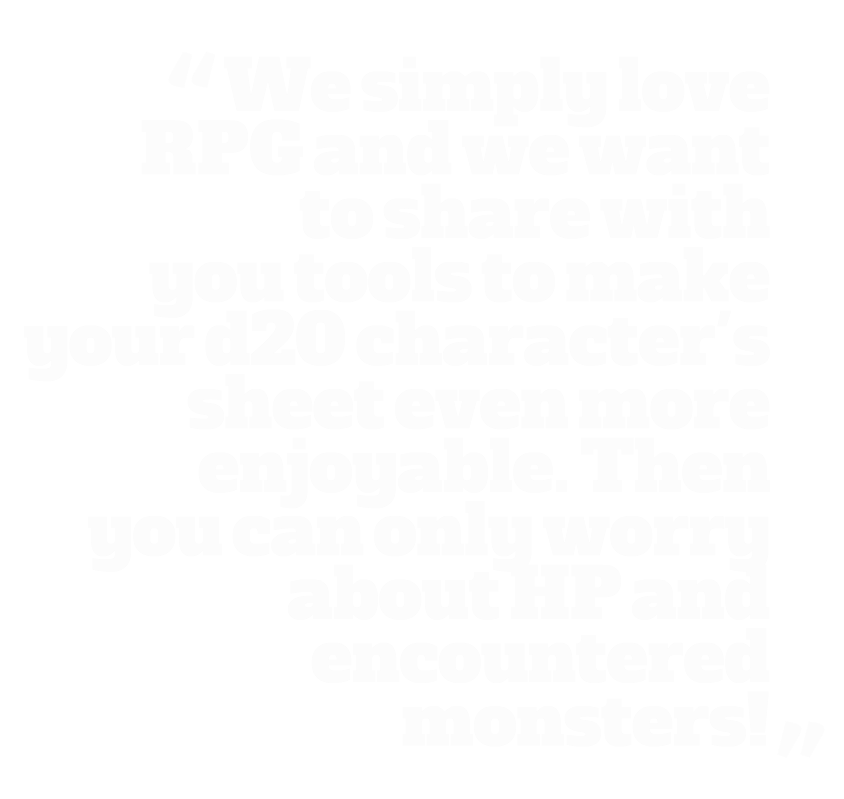 “We simply love
RPG and we want
to share with
you tools to make
your d20 character's
sheet even more
enjoyable. Then
you can only worry
about HP and
encountered
monsters!”